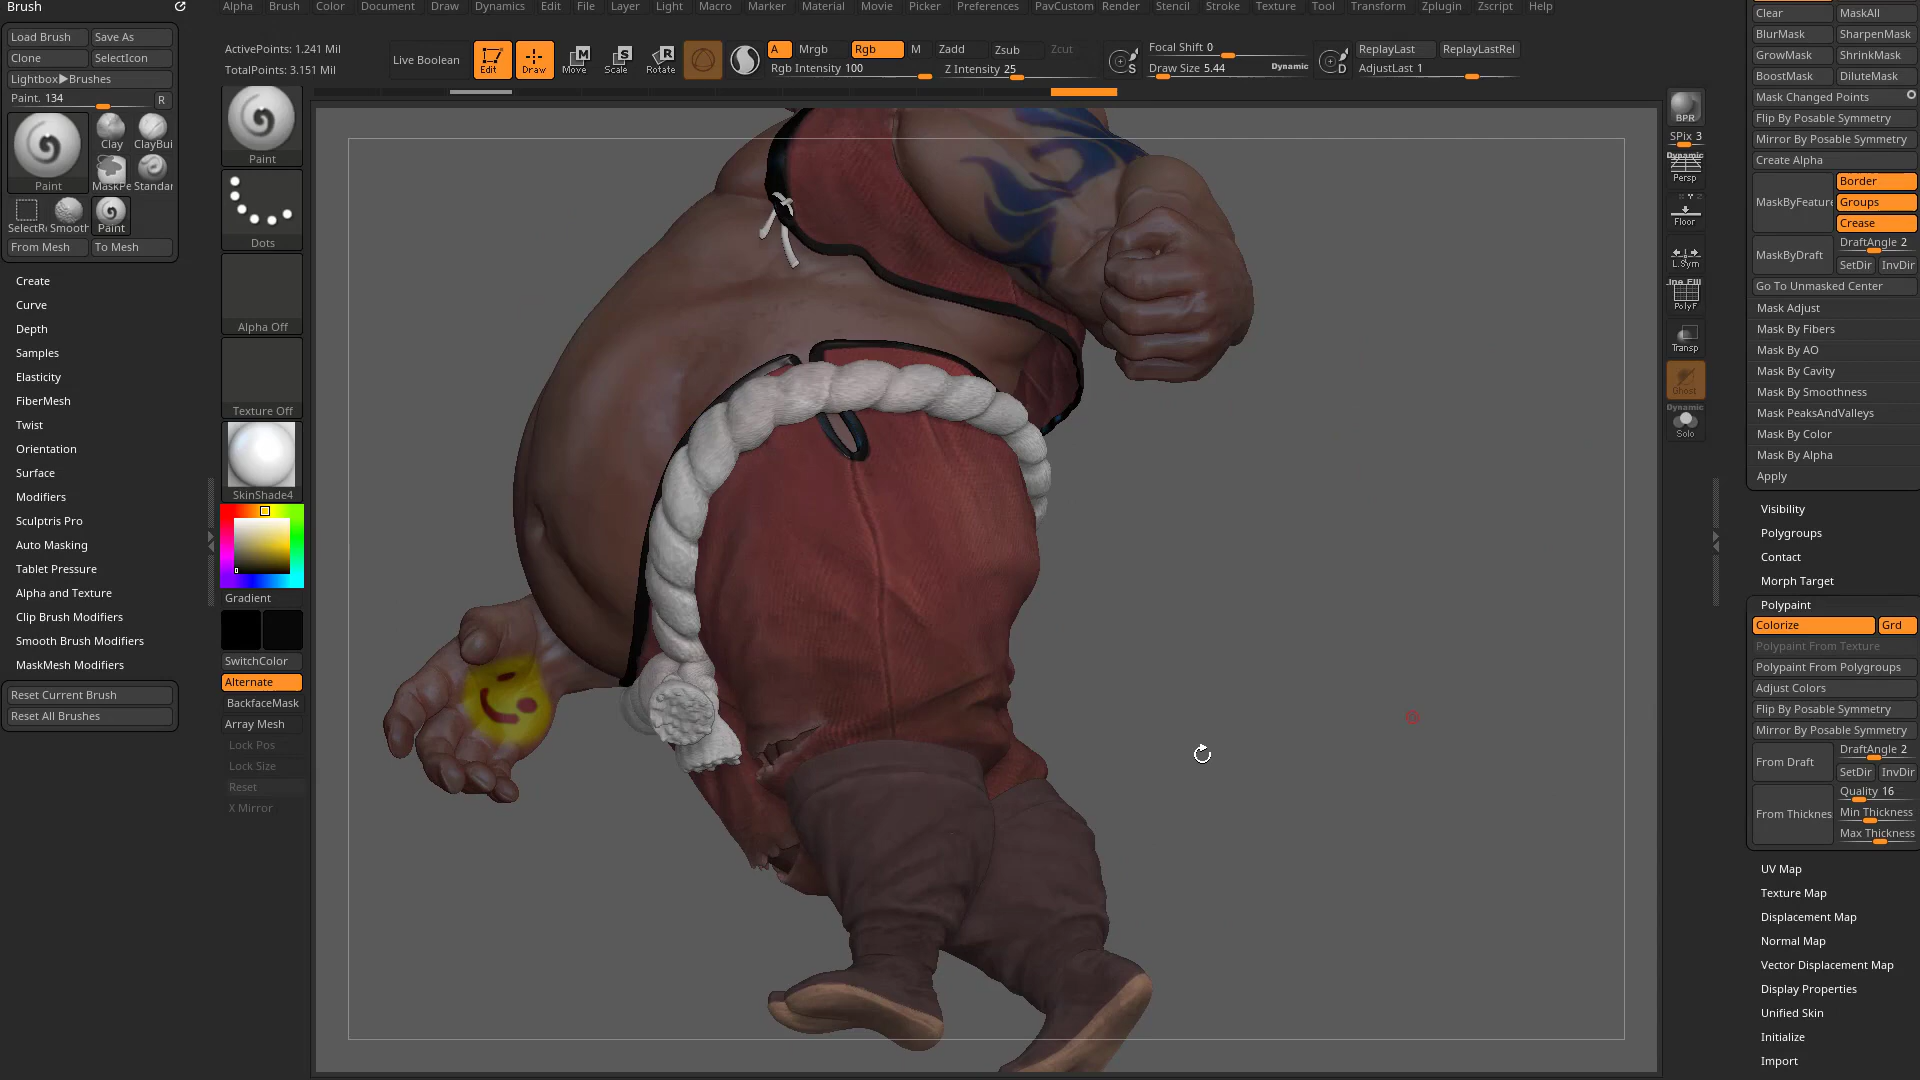 Brush
Alpha Brush Color Document Draw Dynamics Edit File Layer Light Macro Marker Material Movie Picker Preferences PavCustom Render Stencil Stroke Texture Tool Transform Zplugin Zscript Help
Load Brush Save As
Clone SelectIcon
Lightbox▶Brushes
Paint. 134 R
Paint
Clay ClayBui
MaskPe Standar
SelectRe Smooth Paint
From Mesh To Mesh
Create
Curve
Depth
Samples
Elasticity
FiberMesh
Twist
Orientation
Surface
Modifiers
Sculptris Pro
Auto Masking
Tablet Pressure
Alpha and Texture
Clip Brush Modifiers
Smooth Brush Modifiers
MaskMesh Modifiers
Reset Current Brush
Reset All Brushes
ActivePoints: 1.241 Mil
TotalPoints: 3.151 Mil
Live Boolean
Edit Draw Move Scale Rotate
A Mrgb Rgb M Zadd Zsub Zcut
Rgb Intensity 100 Z Intensity 25
S
Focal Shift 0
Draw Size 5.44 Dynamic
D
ReplayLast ReplayLastRel
AdjustLast 1
Paint
Dots
Alpha Off
Texture Off
SkinShade4
Gradient
SwitchColor
Alternate
BackfaceMask
Array Mesh
Lock Pos
Lock Size
Reset
X Mirror
BPR
SPix 3
Dynamic
Persp
Floor
L.Sym
Line Fill
PolyF
Transp
Ghost
Dynamic
Solo
Clear MaskAll
BlurMask SharpenMask
GrowMask ShrinkMask
BoostMask DiluteMask
Mask Changed Points
Flip By Posable Symmetry
Mirror By Posable Symmetry
Create Alpha
MaskByFeature Border
Groups
Crease
MaskByDraft DraftAngle 2
SetDir InvDir
Go To Unmasked Center
Mask Adjust
Mask By Fibers
Mask By AO
Mask By Cavity
Mask By Smoothness
Mask PeaksAndValleys
Mask By Color
Mask By Alpha
Apply
Visibility
Polygroups
Contact
Morph Target
Polypaint
Colorize Grd
Polypaint From Texture
Polypaint From Polygroups
Adjust Colors
Flip By Posable Symmetry
Mirror By Posable Symmetry
From Draft DraftAngle 2
SetDir InvDir
From Thicknes Quality 16
Min Thickness
Max Thickness
UV Map
Texture Map
Displacement Map
Normal Map
Vector Displacement Map
Display Properties
Unified Skin
Initialize
Import